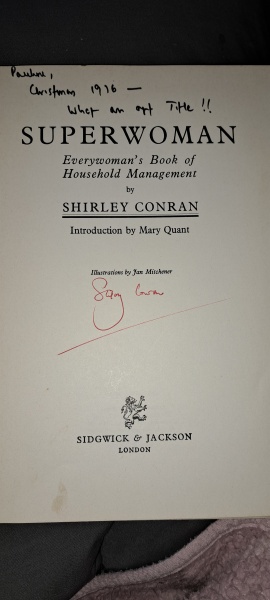 Pauline,
Christmas 1976 —
What an apt Title !!
SUPERWOMAN
Everywoman's Book of
Household Management
by
SHIRLEY CONRAN
Introduction by Mary Quant
Illustrations by Jan Mitchener
Conran
SIDGWICK & JACKSON
LONDON